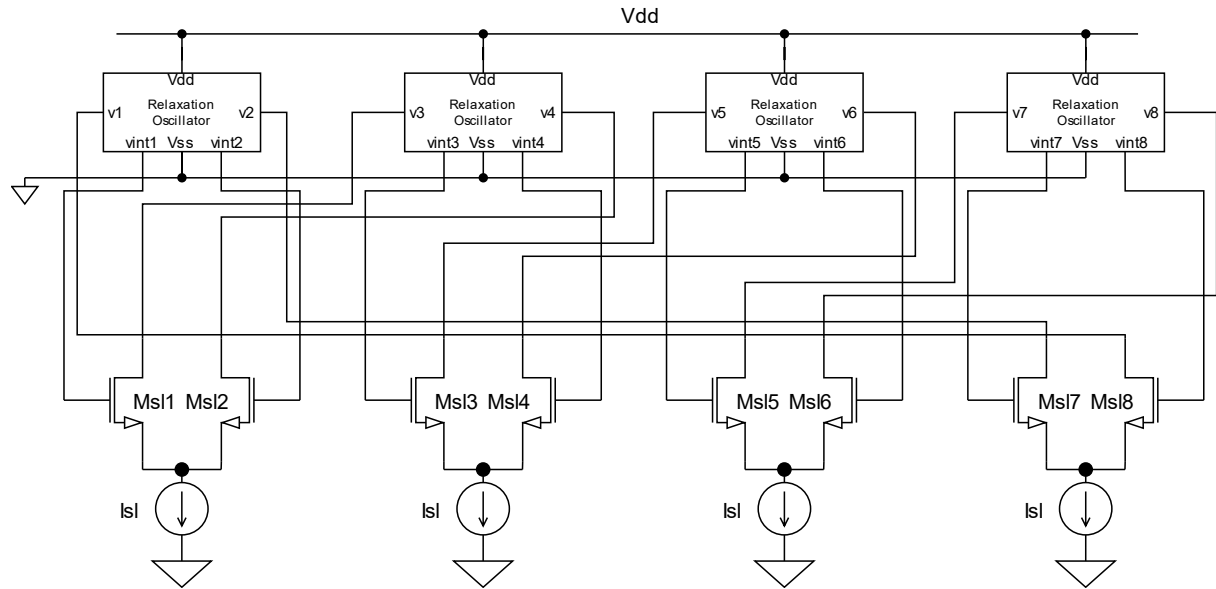 Vdd
Vdd Vdd Vdd Vdd
v1 Relaxation v2 v3 Relaxation v4 v5 Relaxation v6 v7 Relaxation v8
Oscillator Oscillator Oscillator Oscillator
vint1 Vss vint2 vint3 Vss vint4 vint5 Vss vint6 vint7 Vss vint8
Msl1 Msl2 Msl3 Msl4 Msl5 Msl6 Msl7 Msl8
Isl Isl Isl Isl